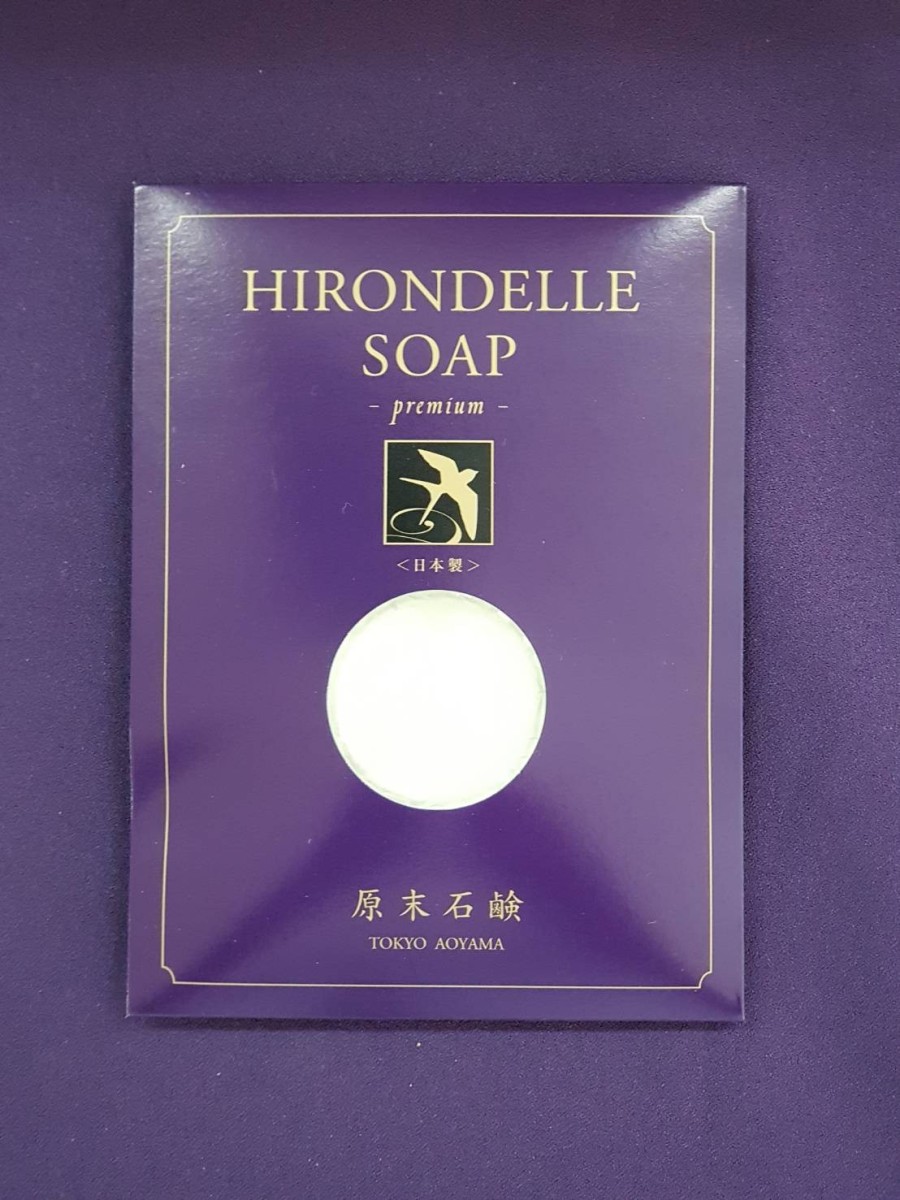 HIRONDELLE
SOAP
- premium -
＜日本製＞
原末石鹸
TOKYO AOYAMA